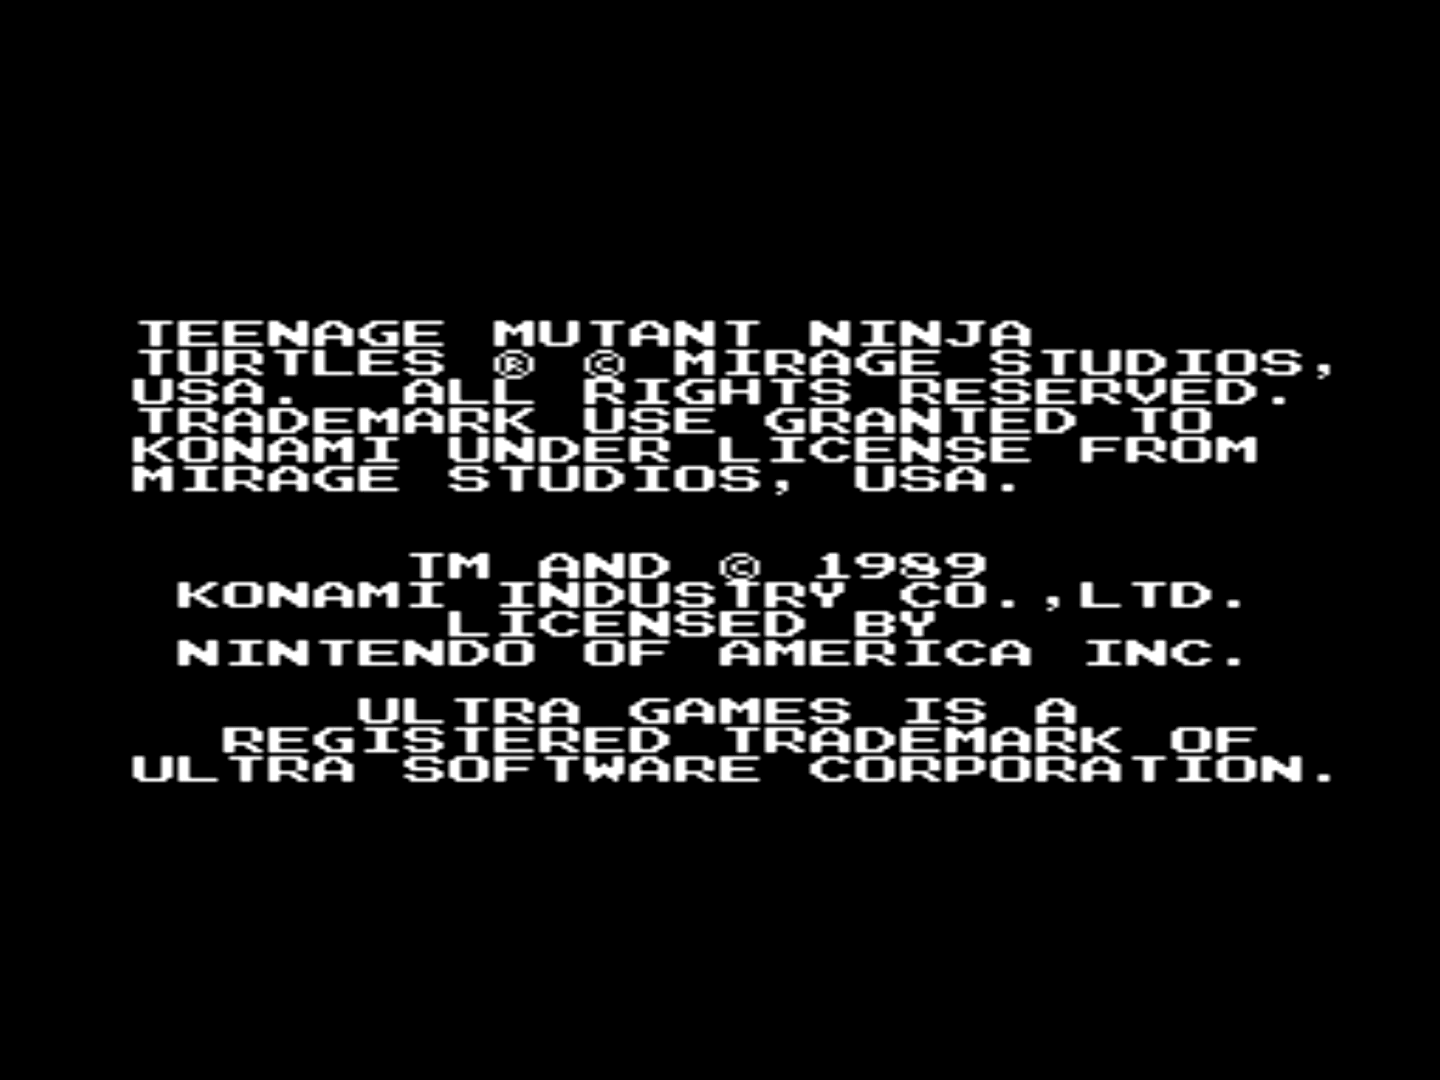 TEENAGE MUTANT NINJA
TURTLES ® © MIRAGE STUDIOS,
USA. ALL RIGHTS RESERVED.
TRADEMARK USE GRANTED TO
KONAMI UNDER LICENSE FROM
MIRAGE STUDIOS, USA.
TM AND © 1989
KONAMI INDUSTRY CO.,LTD.
LICENSED BY
NINTENDO OF AMERICA INC.
ULTRA GAMES IS A
REGISTERED TRADEMARK OF
ULTRA SOFTWARE CORPORATION.